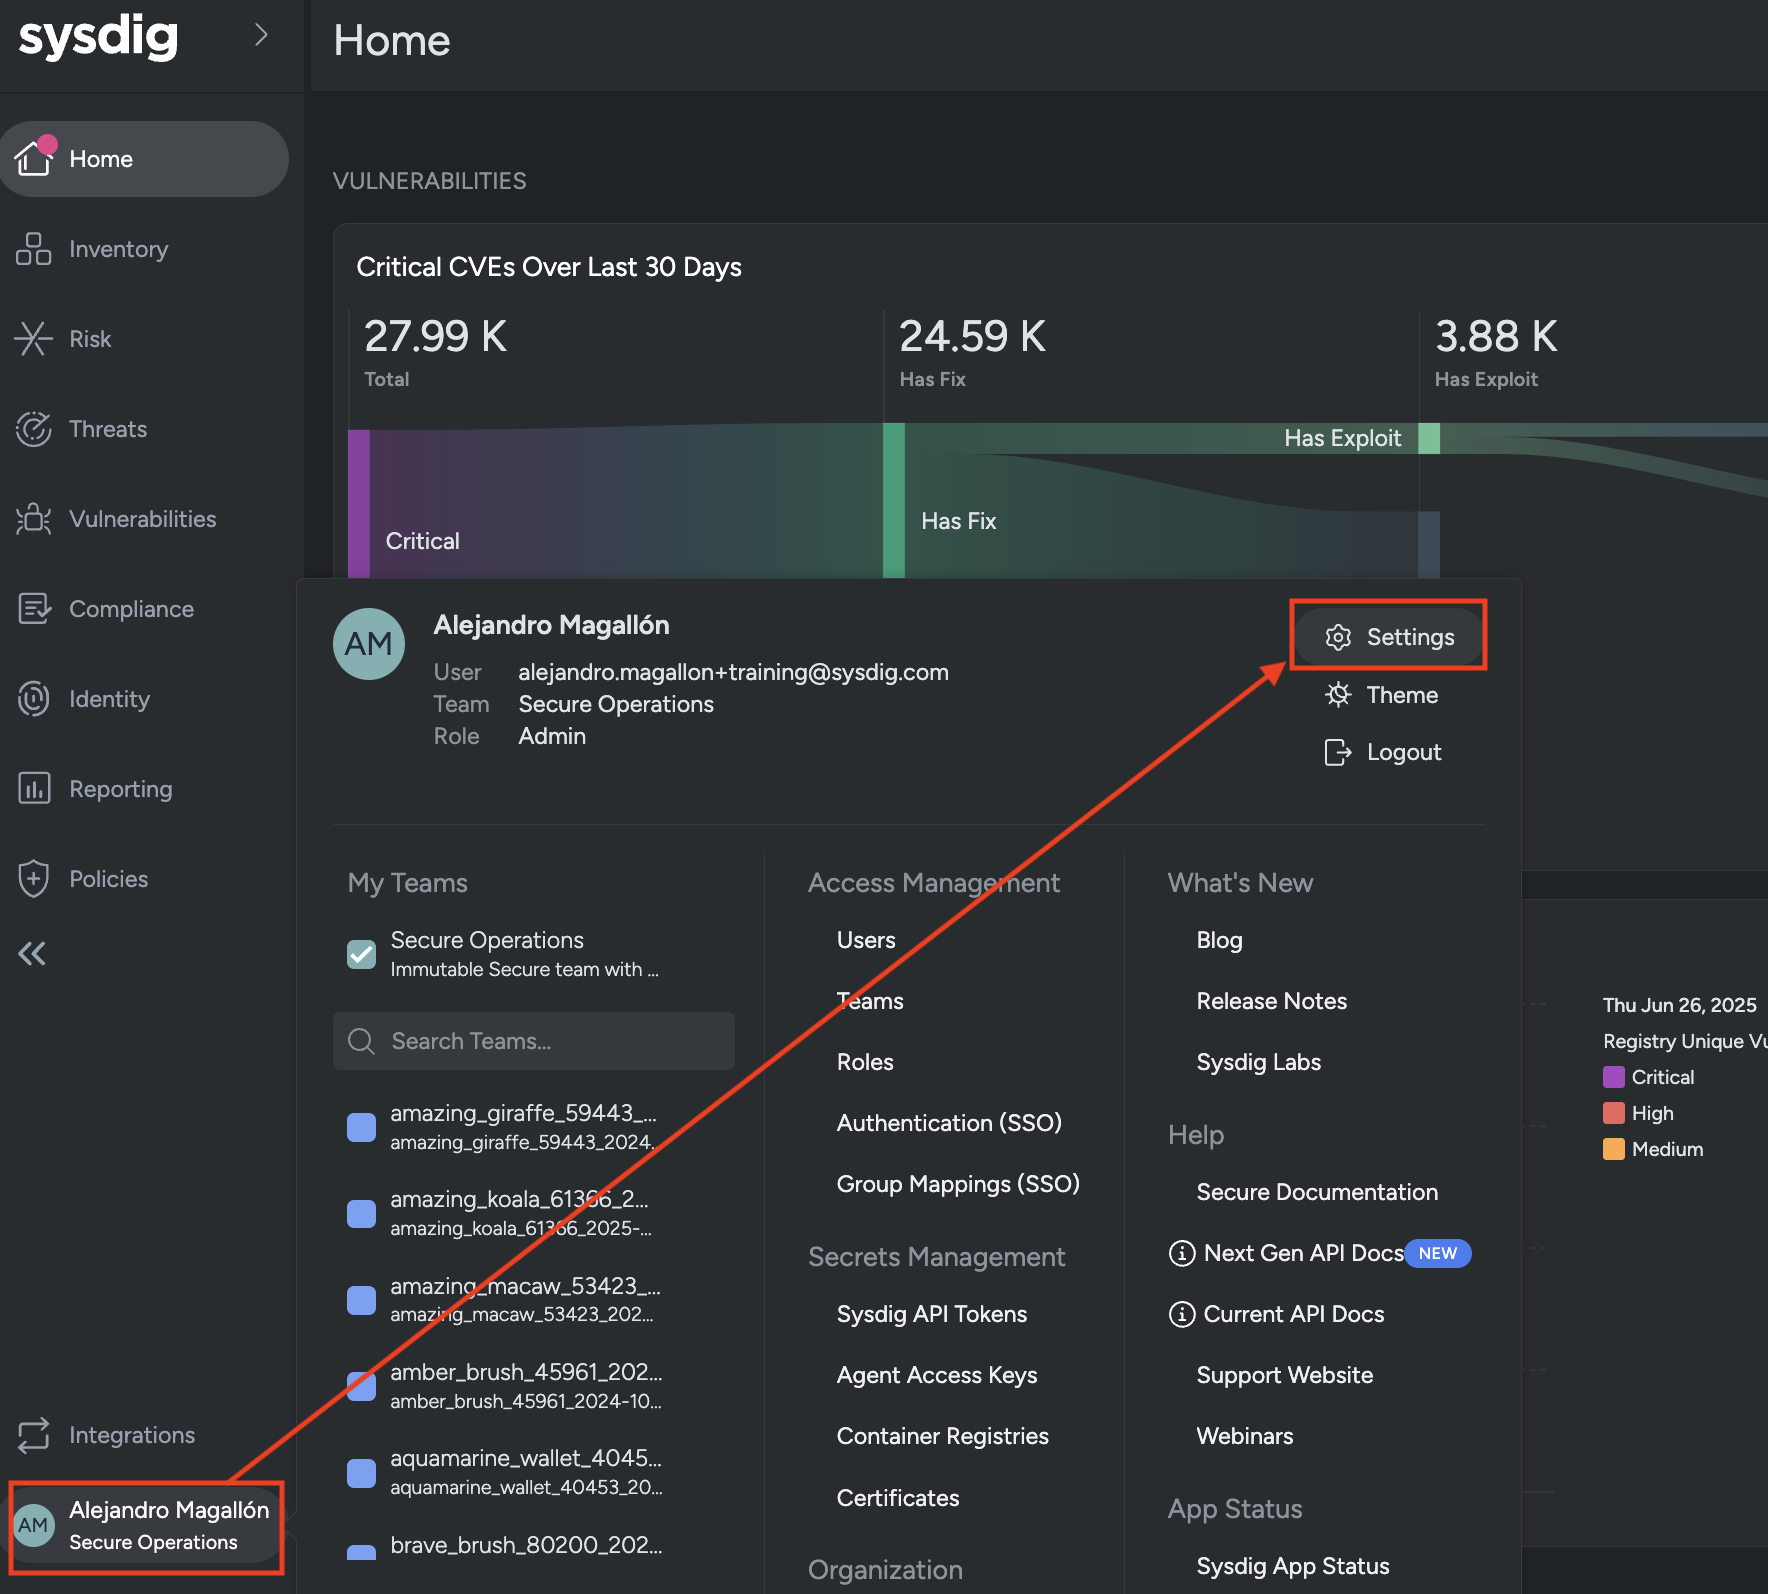 sysdig
Home
Home
Inventory
Risk
Threats
Vulnerabilities
Compliance
Identity
Reporting
Policies
Integrations
AM
Alejandro Magallón
Secure Operations
VULNERABILITIES
Critical CVEs Over Last 30 Days
27.99 K
Total
24.59 K
Has Fix
3.88 K
Has Exploit
Has Exploit
Critical
Has Fix
AM
Alejandro Magallón
User alejandro.magallon+training@sysdig.com
Team Secure Operations
Role Admin
Settings
Theme
Logout
My Teams
Secure Operations
Immutable Secure team with ...
Search Teams...
amazing_giraffe_59443_...
amazing_giraffe_59443_2024...
amazing_koala_61366_2...
amazing_koala_61366_2025-...
amazing_macaw_53423_...
amazing_macaw_53423_202...
amber_brush_45961_202...
amber_brush_45961_2024-10...
aquamarine_wallet_4045...
aquamarine_wallet_40453_20...
brave_brush_80200_202...
Access Management
Users
Teams
Roles
Authentication (SSO)
Group Mappings (SSO)
Secrets Management
Sysdig API Tokens
Agent Access Keys
Container Registries
Certificates
Organization
What's New
Blog
Release Notes
Sysdig Labs
Help
Secure Documentation
Next Gen API Docs NEW
Current API Docs
Support Website
Webinars
App Status
Sysdig App Status
Thu Jun 26, 2025
Registry Unique Vu
Critical
High
Medium